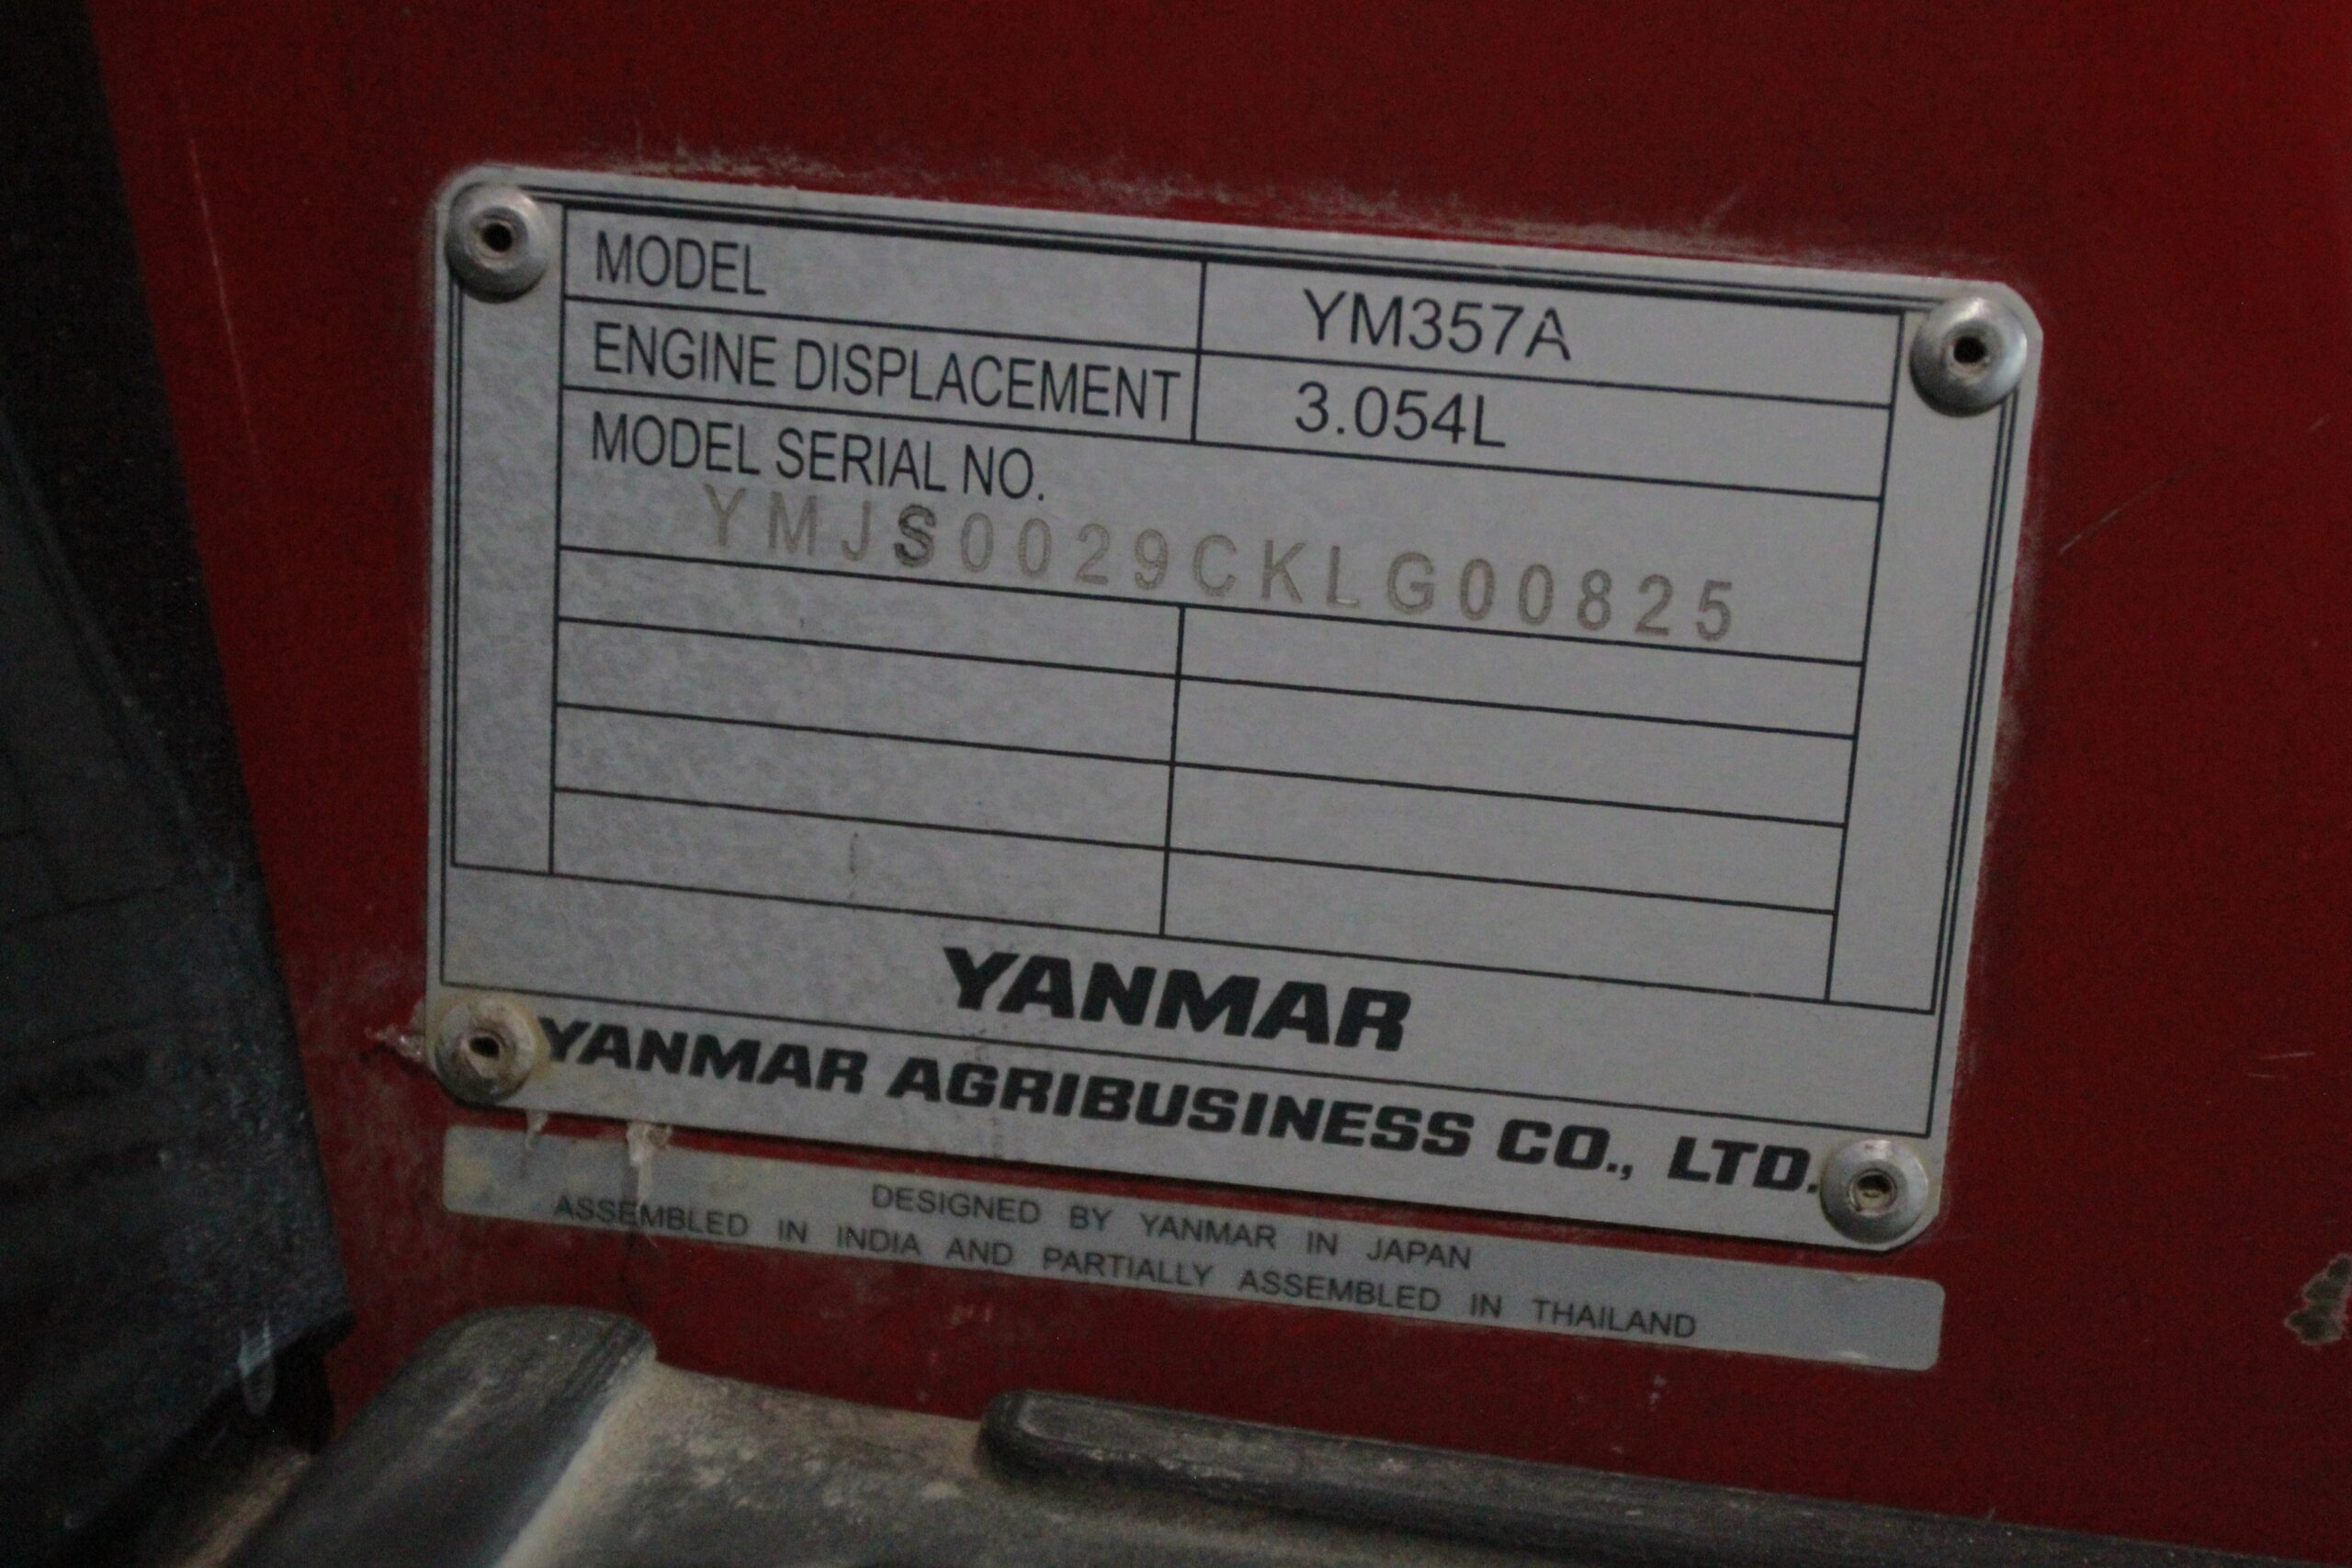 MODEL YM357A
ENGINE DISPLACEMENT 3.054L
MODEL SERIAL NO.
YMJS0029CKLG00825
YANMAR
YANMAR AGRIBUSINESS CO., LTD.
DESIGNED BY YANMAR IN JAPAN
ASSEMBLED IN INDIA AND PARTIALLY ASSEMBLED IN THAILAND